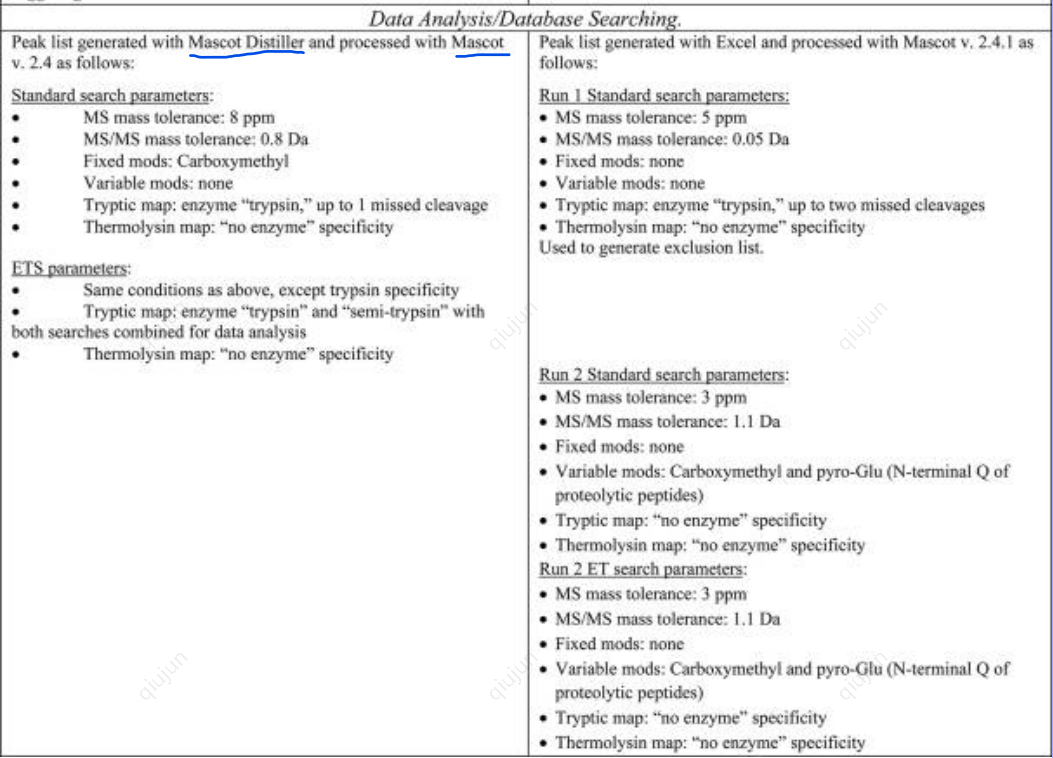 Data Analysis/Database Searching.
Peak list generated with Mascot Distiller and processed with Mascot
v. 2.4 as follows:
Standard search parameters:
• MS mass tolerance: 8 ppm
• MS/MS mass tolerance: 0.8 Da
• Fixed mods: Carboxymethyl
• Variable mods: none
• Tryptic map: enzyme “trypsin,” up to 1 missed cleavage
• Thermolysin map: “no enzyme” specificity
ETS parameters:
• Same conditions as above, except trypsin specificity
• Tryptic map: enzyme “trypsin” and “semi-trypsin” with
both searches combined for data analysis
• Thermolysin map: “no enzyme” specificity
Peak list generated with Excel and processed with Mascot v. 2.4.1 as
follows:
Run 1 Standard search parameters:
• MS mass tolerance: 5 ppm
• MS/MS mass tolerance: 0.05 Da
• Fixed mods: none
• Variable mods: none
• Tryptic map: enzyme “trypsin,” up to two missed cleavages
• Thermolysin map: “no enzyme” specificity
Used to generate exclusion list.
Run 2 Standard search parameters:
• MS mass tolerance: 3 ppm
• MS/MS mass tolerance: 1.1 Da
• Fixed mods: none
• Variable mods: Carboxymethyl and pyro-Glu (N-terminal Q of
proteolytic peptides)
• Tryptic map: “no enzyme” specificity
• Thermolysin map: “no enzyme” specificity
Run 2 ET search parameters:
• MS mass tolerance: 3 ppm
• MS/MS mass tolerance: 1.1 Da
• Fixed mods: none
• Variable mods: Carboxymethyl and pyro-Glu (N-terminal Q of
proteolytic peptides)
• Tryptic map: “no enzyme” specificity
• Thermolysin map: “no enzyme” specificity
qiujun
qiujun
qiujun
qiujun
qiujun